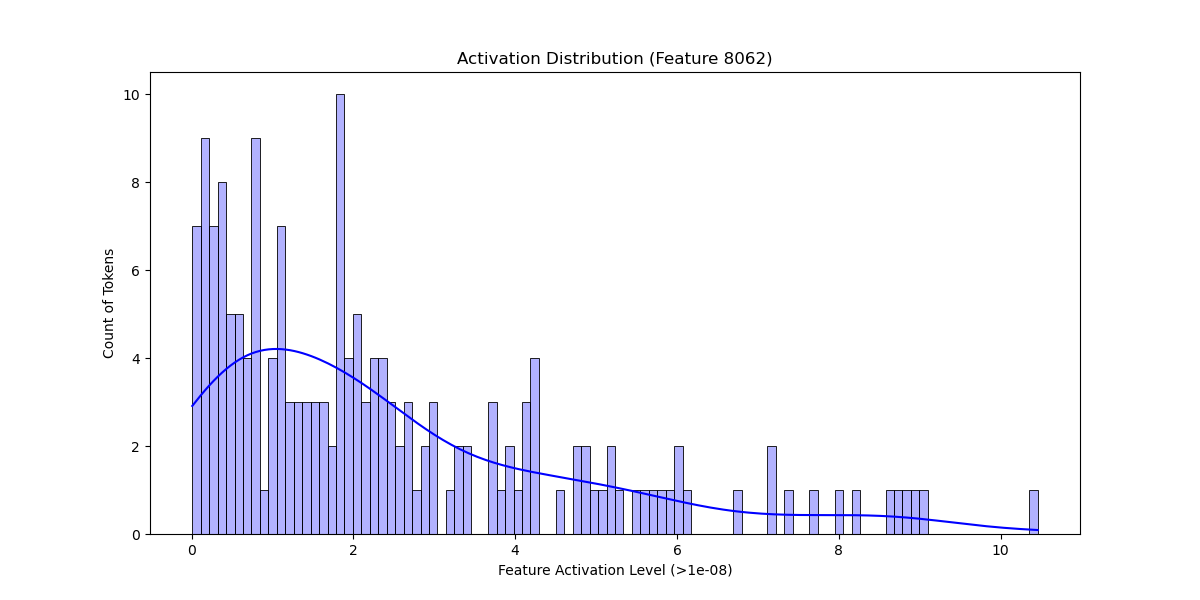 Activation Distribution (Feature 8062)
10
8
6
4
2
0
Count of Tokens
0 2 4 6 8 10
Feature Activation Level (>1e-08)